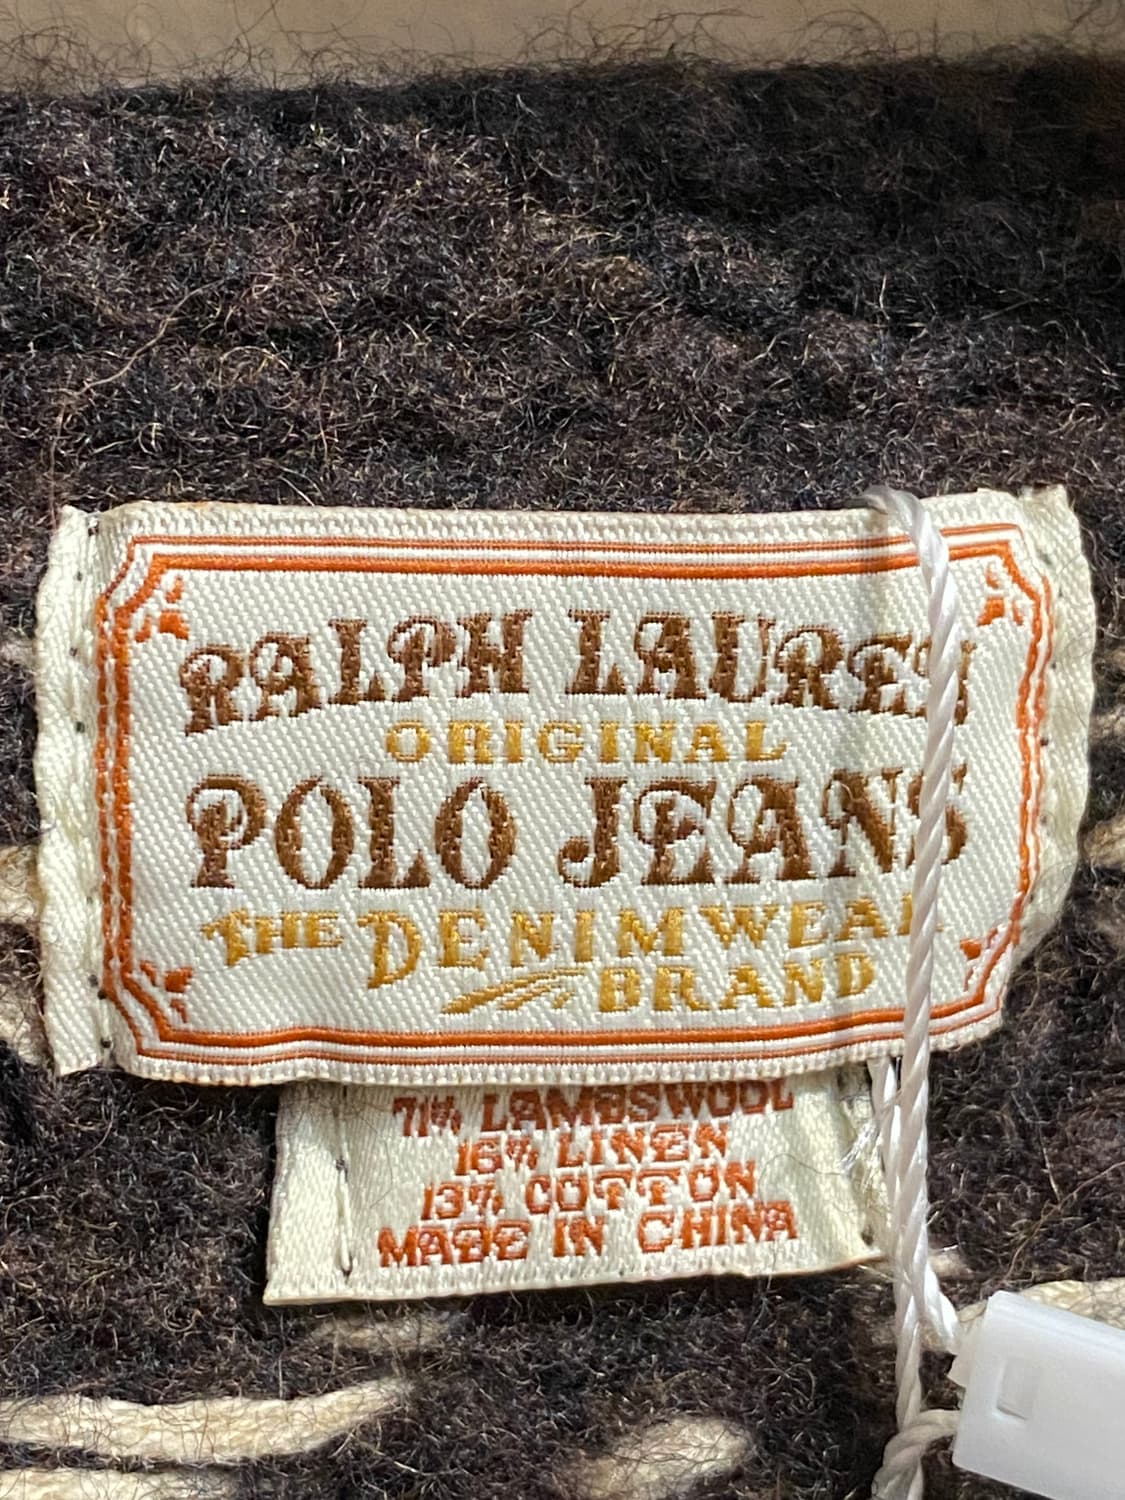 RALPH LAUREN
ORIGINAL
POLO JEANS
THE DENIMWEAR
BRAND
71% LAMBSWOOL
16% LINEN
13% COTTON
MADE IN CHINA